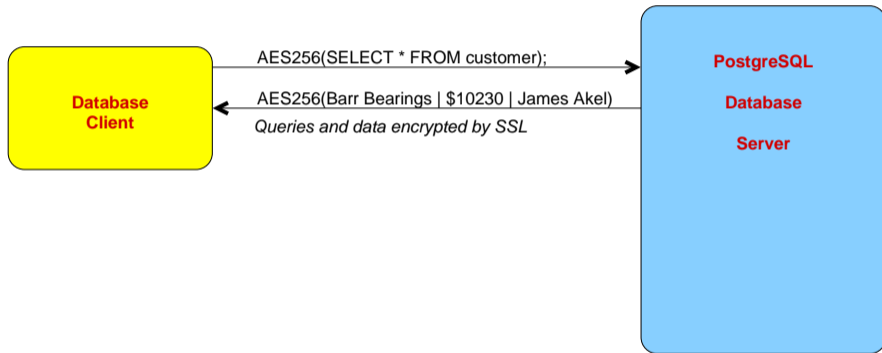 AES256(SELECT * FROM customer);
Database
Client
AES256(Barr Bearings | $10230 | James Akel)
Queries and data encrypted by SSL
PostgreSQL
Database
Server